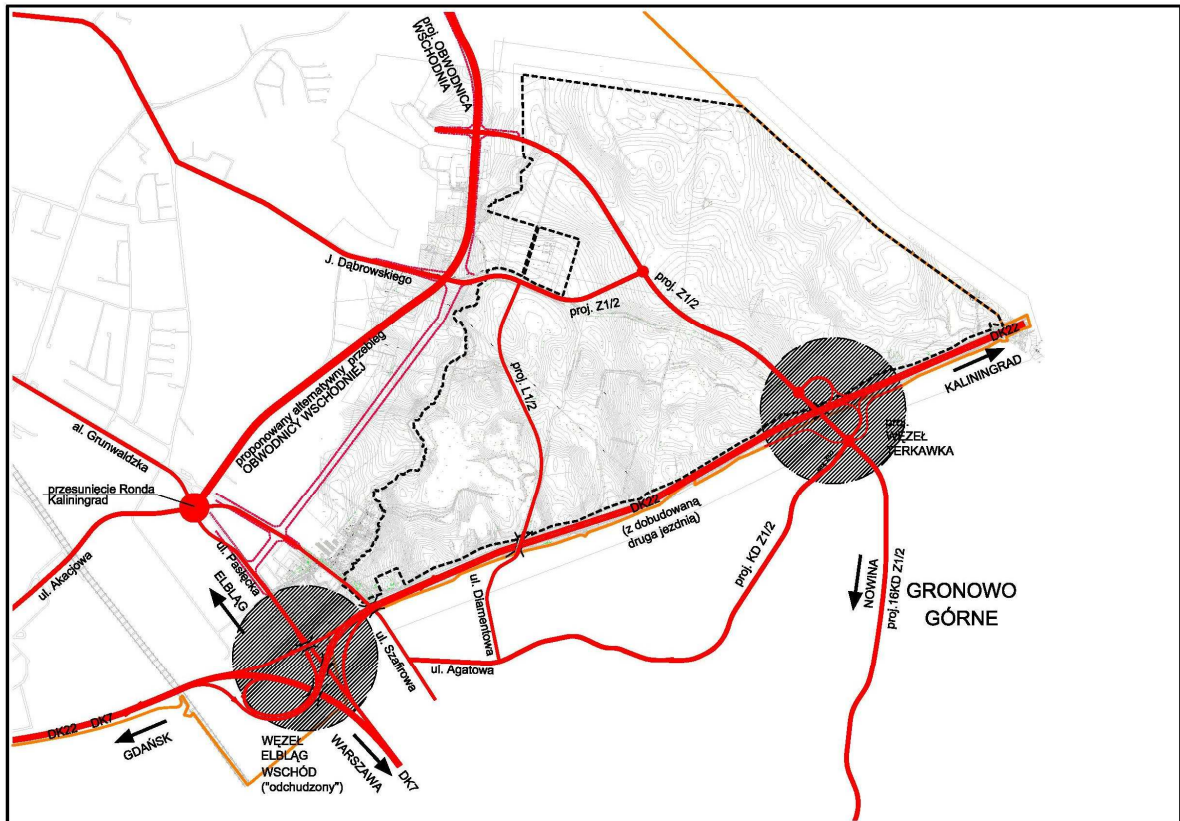 proj. OBWODNICA
WSCHODNIA
J. Dąbrowskiego
proj. Z1/2
proj. Z1/2
proj. L1/2
proponowany alternatywny przebieg
OBWODNICY WSCHODNIEJ
al. Grunwaldzka
przesunięcie Ronda
Kaliningrad
ul. Akacjowa
ul. Pasłęcka
ELBLĄG
DK22
KALININGRAD
proj.
WĘZEŁ
TERKAWKA
DK22
(z dobudowaną
druga jezdnią)
proj. KD Z1/2
NOWINA
proj.16KD Z1/2
GRONOWO
GÓRNE
ul. Diamentowa
ul. Szafirowa
ul. Agatowa
DK22
DK7
GDAŃSK
WĘZEŁ
ELBLĄG
WSCHÓD
("odchudzony")
WARSZAWA
DK7